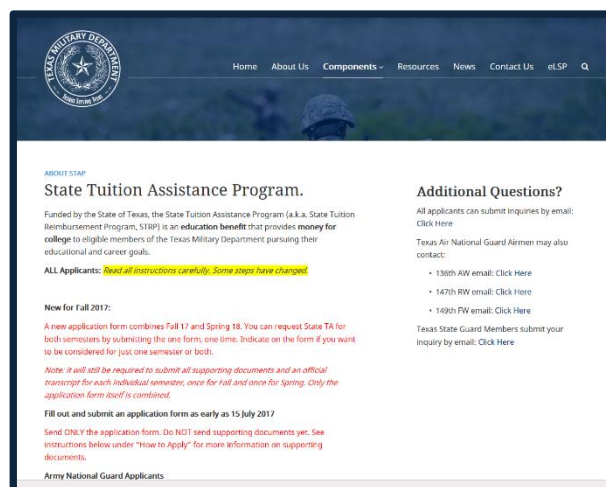 TEXAS MILITARY DEPARTMENT
Texas Serving Texas
Home About Us Components Resources News Contact Us eLSP
ABOUT STAP
State Tuition Assistance Program.
Funded by the State of Texas, the State Tuition Assistance Program (a.k.a. State Tuition
Reimbursement Program, STRP) is an education benefit that provides money for
college to eligible members of the Texas Military Department pursuing their
educational and career goals.
ALL Applicants: Read all instructions carefully. Some steps have changed.
New for Fall 2017:
A new application form combines Fall 17 and Spring 18. You can request State TA for
both semesters by submitting the one form, one time. Indicate on the form if you want
to be considered for just one semester or both.
Note: it will still be required to submit all supporting documents and an official
transcript for each individual semester, once for Fall and once for Spring. Only the
application form itself is combined.
Fill out and submit an application form as early as 15 July 2017
Send ONLY the application form. Do NOT send supporting documents yet. See
instructions below under "How to Apply" for more information on supporting
documents.
Army National Guard Applicants
Additional Questions?
All applicants can submit inquiries by email:
Click Here
Texas Air National Guard Airmen may also
contact:
• 136th AW email: Click Here
• 147th RW email: Click Here
• 149th FW email: Click Here
Texas State Guard Members submit your
inquiry by email: Click Here